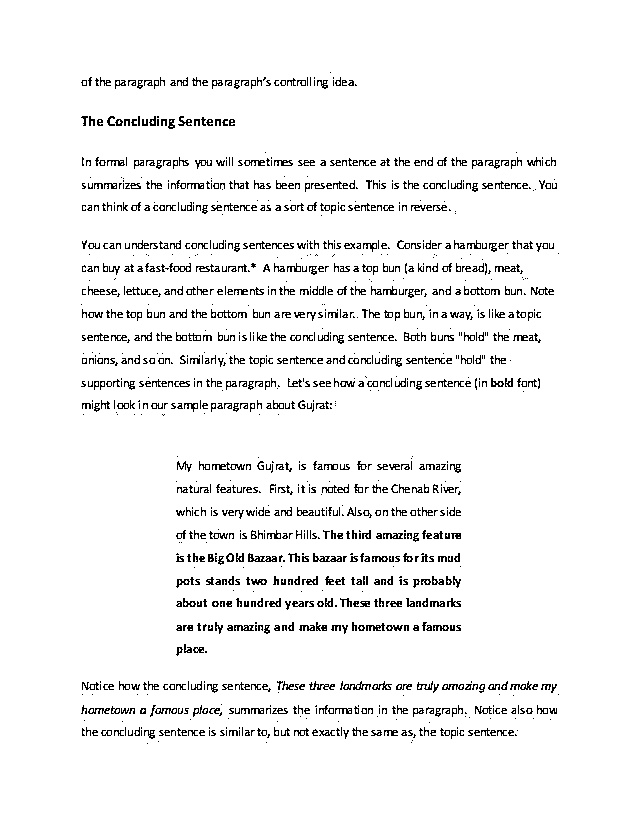 of the paragraph and the paragraph's controlling idea.
The Concluding Sentence
In formal paragraphs you will sometimes see a sentence at the end of the paragraph which
summarizes the information that has been presented. This is the concluding sentence. You
can think of a concluding sentence as a sort of topic sentence in reverse.
You can understand concluding sentences with this example. Consider a hamburger that you
can buy at a fast-food restaurant.* A hamburger has a top bun (a kind of bread), meat,
cheese, lettuce, and other elements in the middle of the hamburger, and a bottom bun. Note
how the top bun and the bottom bun are very similar. The top bun, in a way, is like a topic
sentence, and the bottom bun is like the concluding sentence. Both buns "hold" the meat,
onions, and so on. Similarly, the topic sentence and concluding sentence "hold" the
supporting sentences in the paragraph. Let's see how a concluding sentence (in bold font)
might look in our sample paragraph about Gujrat:
My hometown Gujrat, is famous for several amazing
natural features. First, it is noted for the Chenab River,
which is very wide and beautiful. Also, on the other side
of the town is Bhimbar Hills. The third amazing feature
is the Big Old Bazaar. This bazaar is famous for its mud
pots stands two hundred feet tall and is probably
about one hundred years old. These three landmarks
are truly amazing and make my hometown a famous
place.
Notice how the concluding sentence, These three landmarks are truly amazing and make my
hometown a famous place, summarizes the information in the paragraph. Notice also how
the concluding sentence is similar to, but not exactly the same as, the topic sentence.